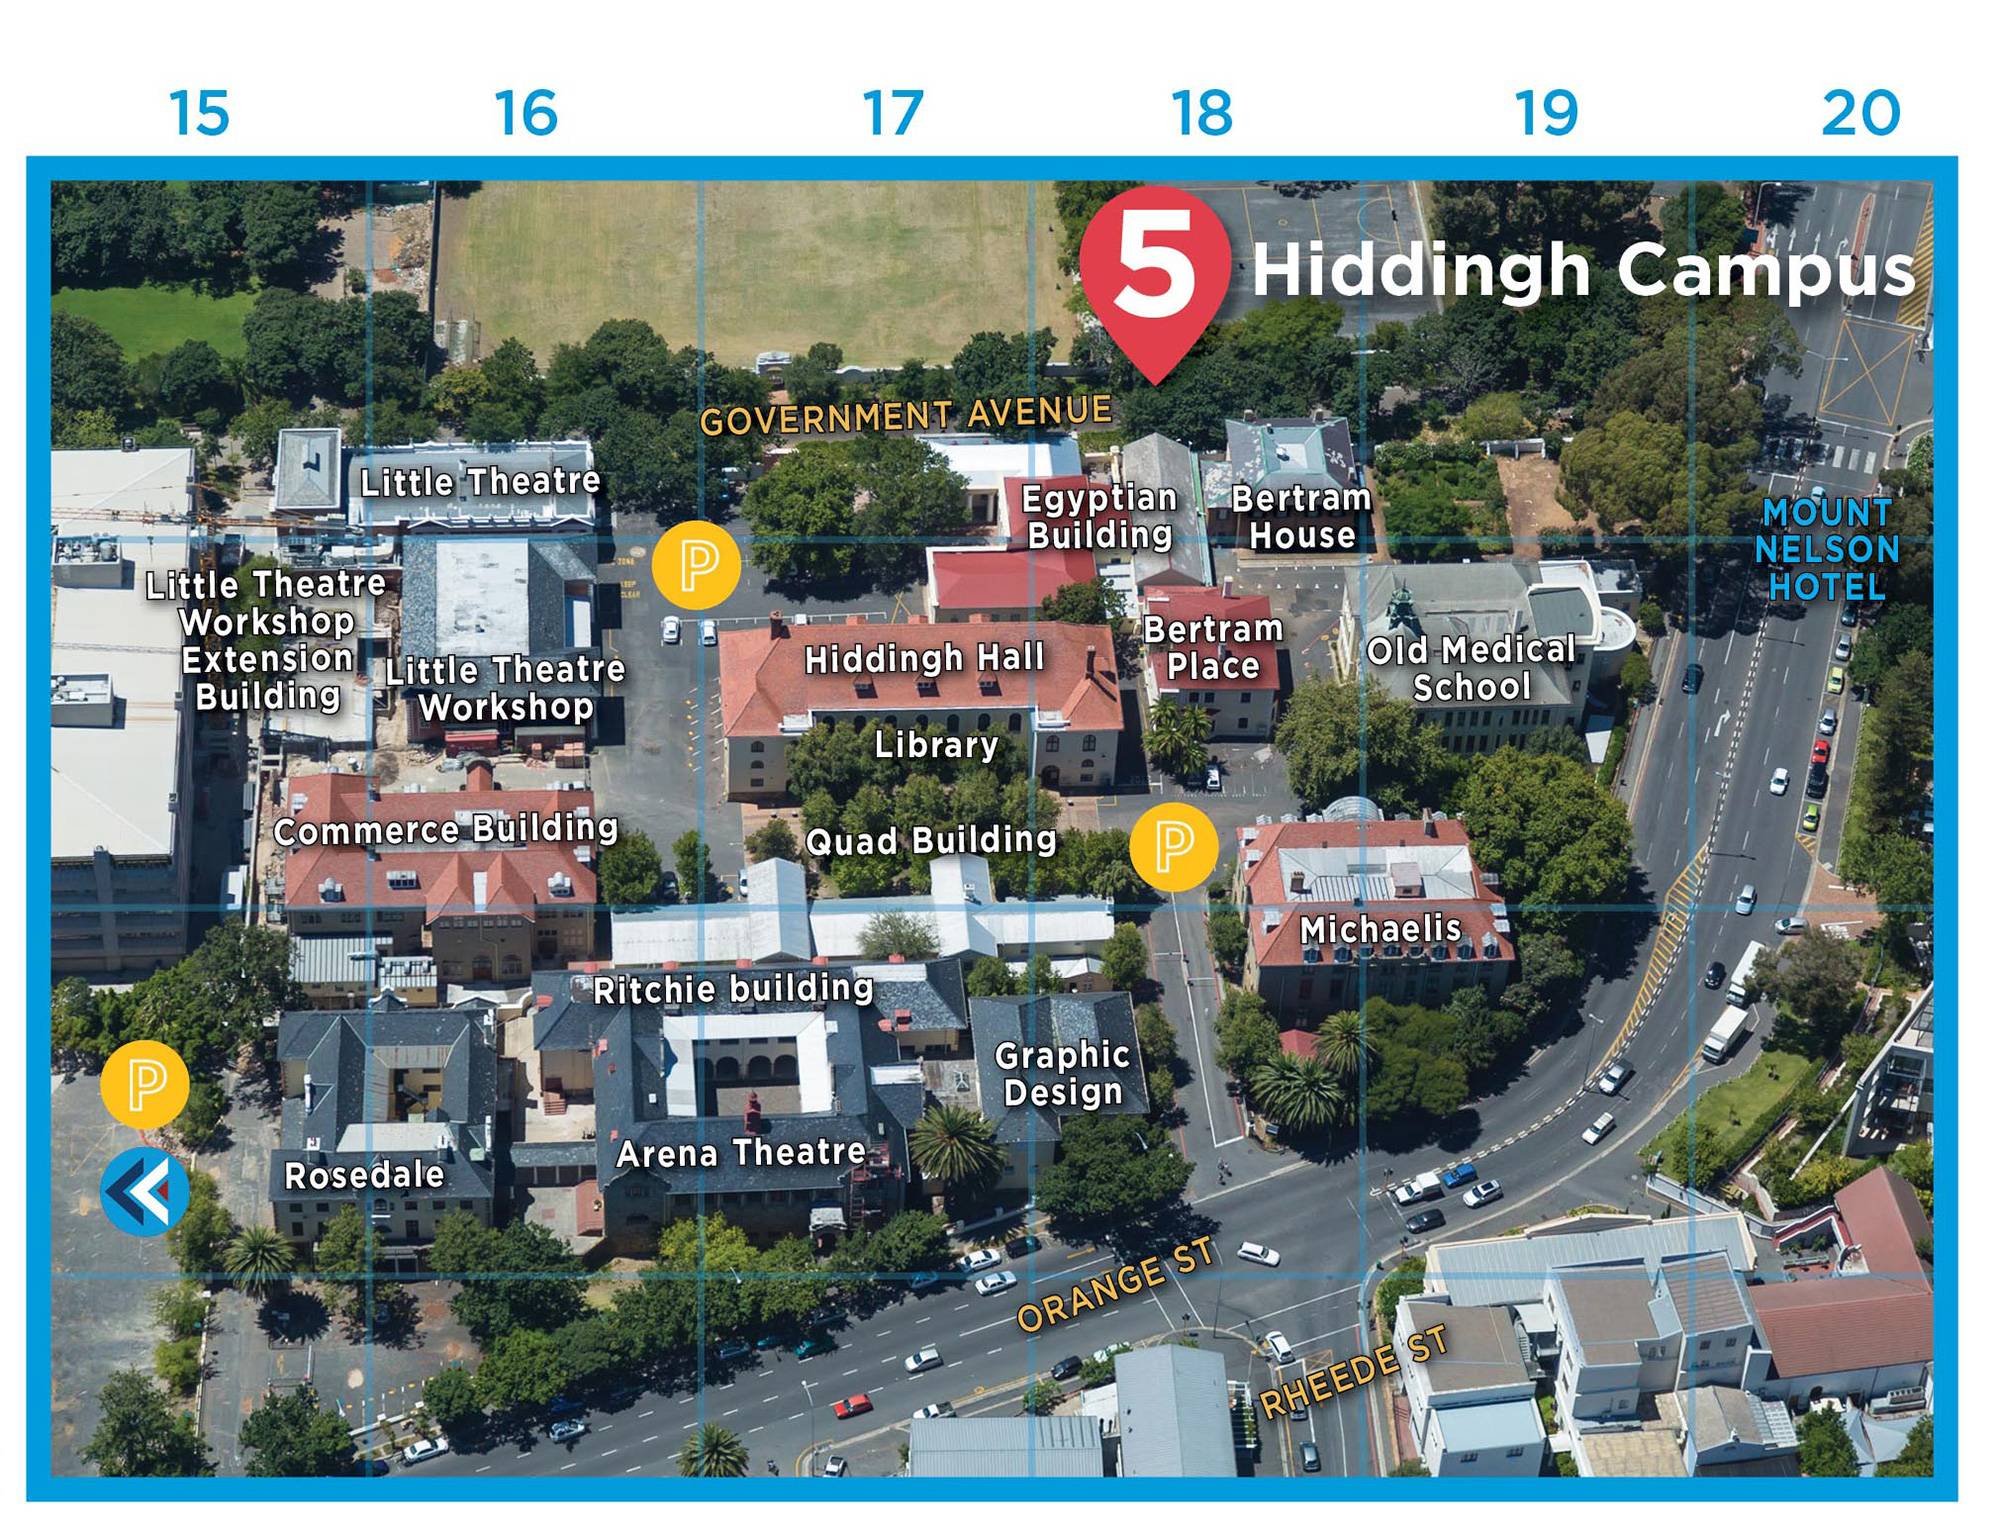 15 16 17 18 19 20
5 Hiddingh Campus
GOVERNMENT AVENUE
Little Theatre
Egyptian
Building
Bertram
House
MOUNT
NELSON
HOTEL
P
Little Theatre
Workshop
Extension
Building
Little Theatre
Workshop
Hiddingh Hall
Bertram
Place
Old Medical
School
Library
Commerce Building
Quad Building
P
Michaelis
Ritchie building
Graphic
Design
P
Arena Theatre
Rosedale
ORANGE ST
RHEEDE ST